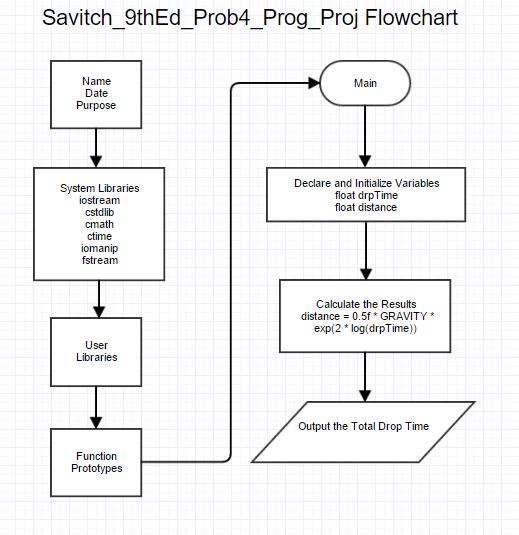 Savitch_9thEd_Prob4_Prog_Proj Flowchart
Name
Date
Purpose
System Libraries
iostream
cstdlib
cmath
ctime
iomanip
fstream
User
Libraries
Function
Prototypes
Main
Declare and Initialize Variables
float drpTime
float distance
Calculate the Results
distance = 0.5f * GRAVITY *
exp(2 * log(drpTime))
Output the Total Drop Time